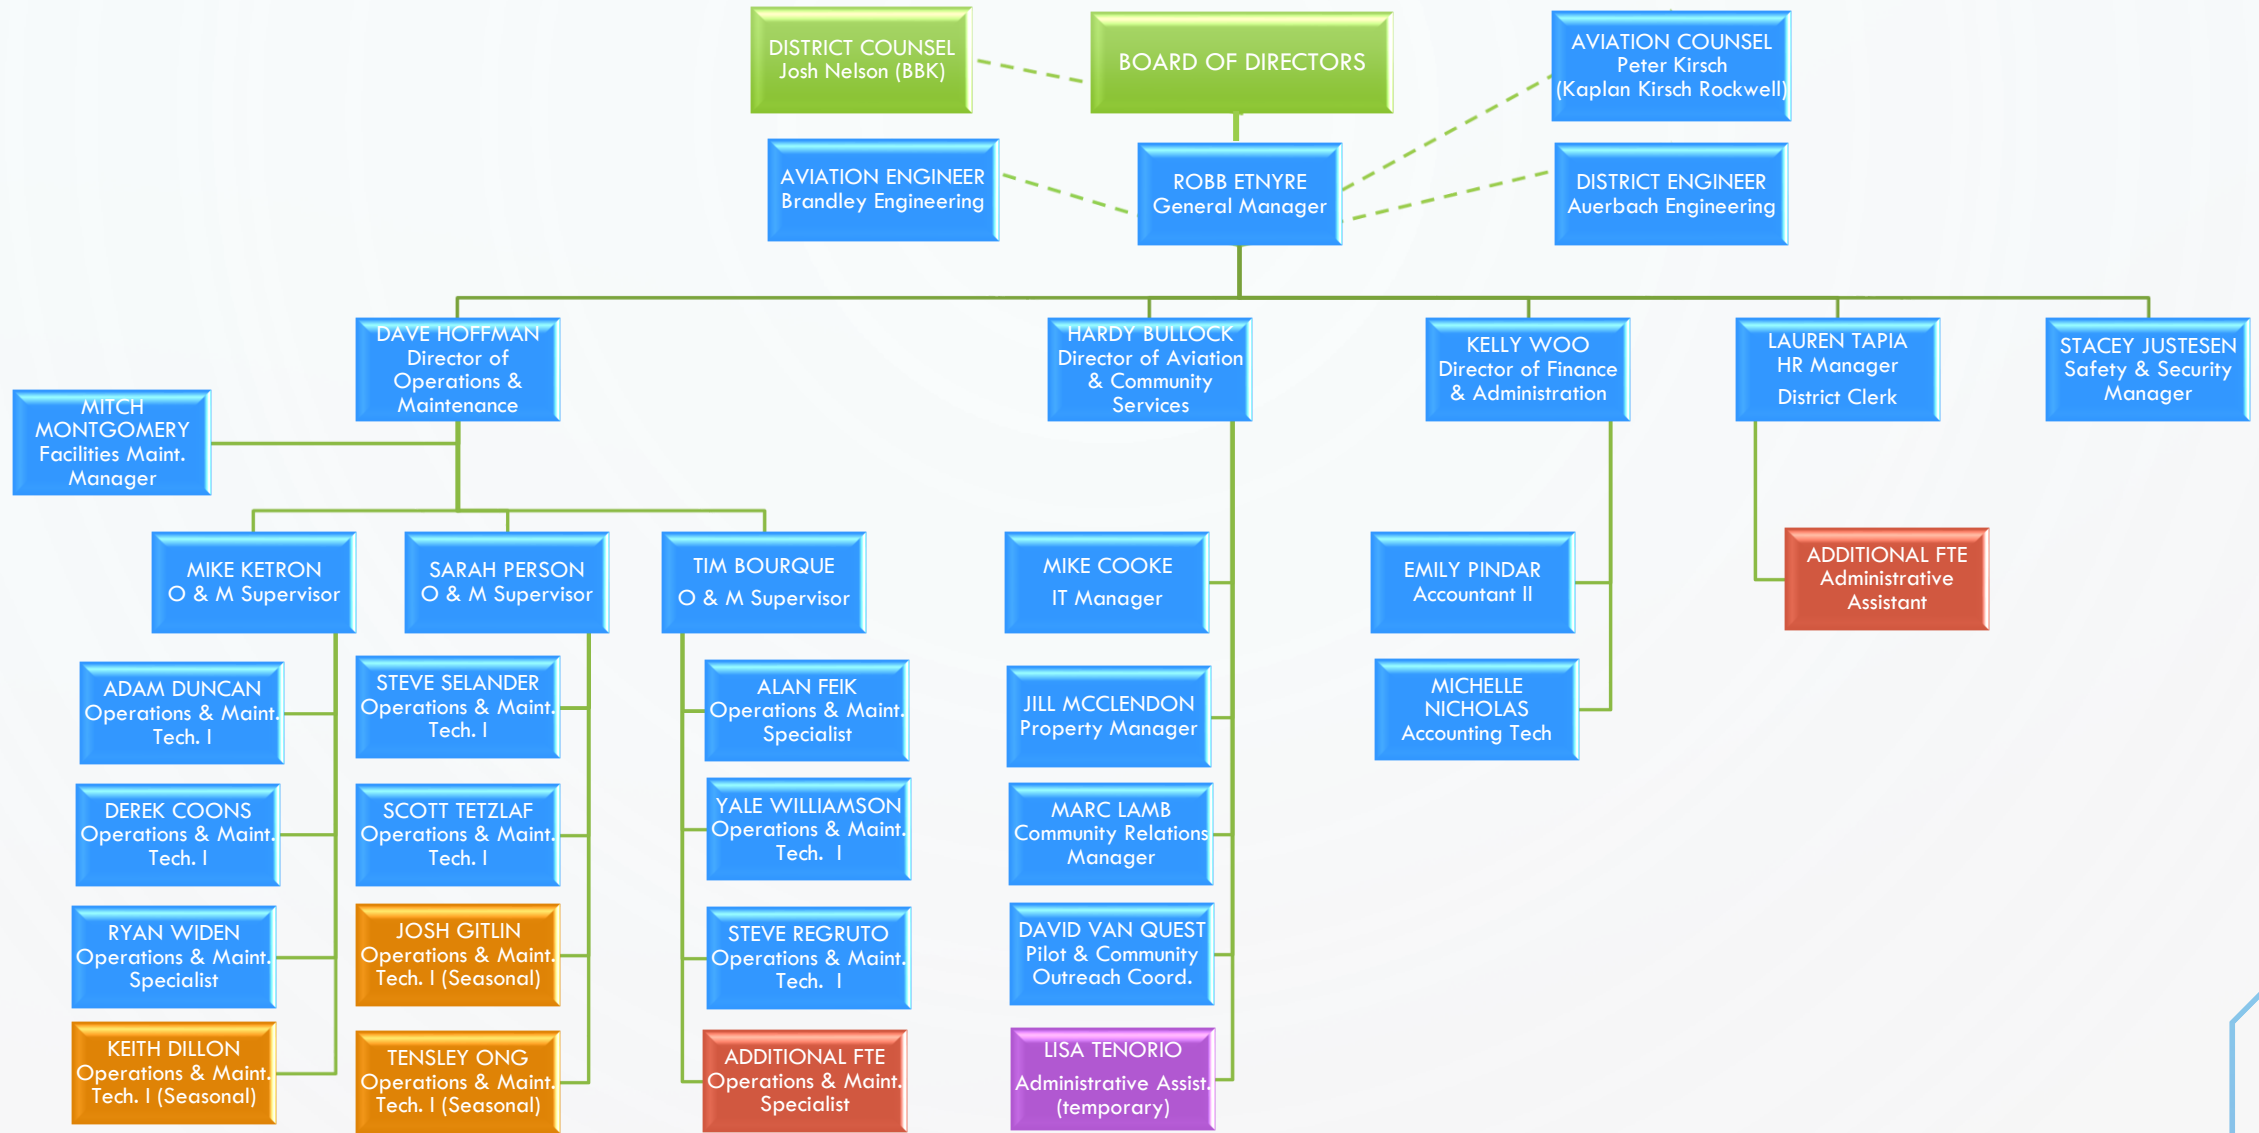 DISTRICT COUNSEL
Josh Nelson (BBK)
BOARD OF DIRECTORS
AVIATION COUNSEL
Peter Kirsch
(Kaplan Kirsch Rockwell)
AVIATION ENGINEER
Brandley Engineering
ROBB ETNYRE
General Manager
DISTRICT ENGINEER
Auerbach Engineering
DAVE HOFFMAN
Director of
Operations &
Maintenance
HARDY BULLOCK
Director of Aviation
& Community
Services
KELLY WOO
Director of Finance
& Administration
LAUREN TAPIA
HR Manager
District Clerk
STACEY JUSTESEN
Safety & Security
Manager
MITCH
MONTGOMERY
Facilities Maint.
Manager
MIKE KETRON
O & M Supervisor
SARAH PERSON
O & M Supervisor
TIM BOURQUE
O & M Supervisor
MIKE COOKE
IT Manager
EMILY PINDAR
Accountant II
ADDITIONAL FTE
Administrative
Assistant
ADAM DUNCAN
Operations & Maint.
Tech. I
STEVE SELANDER
Operations & Maint.
Tech. I
ALAN FEIK
Operations & Maint.
Specialist
JILL MCCLENDON
Property Manager
MICHELLE
NICHOLAS
Accounting Tech
DEREK COONS
Operations & Maint.
Tech. I
SCOTT TETZLAF
Operations & Maint.
Tech. I
YALE WILLIAMSON
Operations & Maint.
Tech. I
MARC LAMB
Community Relations
Manager
RYAN WIDEN
Operations & Maint.
Specialist
JOSH GITLIN
Operations & Maint.
Tech. I (Seasonal)
STEVE REGRUTO
Operations & Maint.
Tech. I
DAVID VAN QUEST
Pilot & Community
Outreach Coord.
KEITH DILLON
Operations & Maint.
Tech. I (Seasonal)
TENSLEY ONG
Operations & Maint.
Tech. I (Seasonal)
ADDITIONAL FTE
Operations & Maint.
Specialist
LISA TENORIO
Administrative Assist.
(temporary)